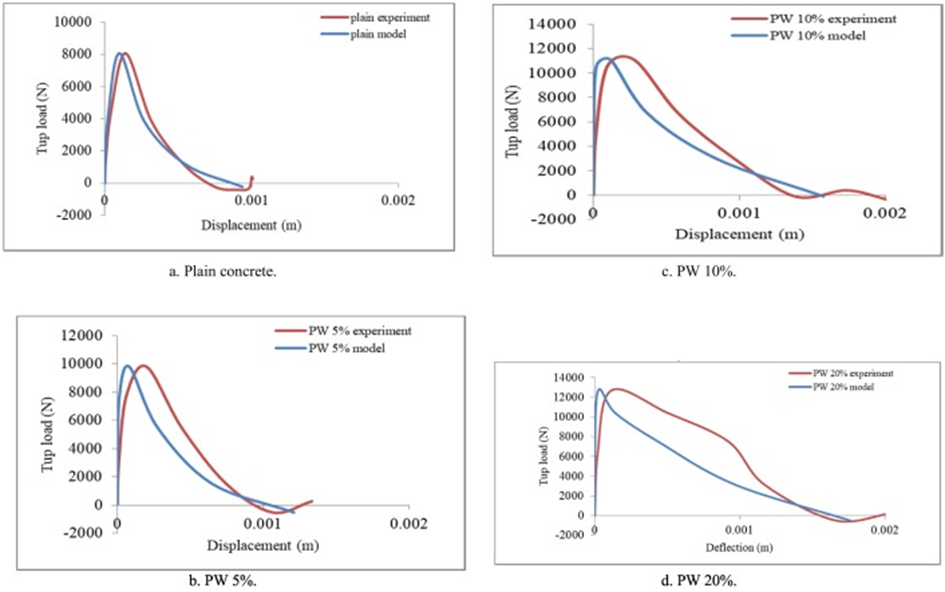 plain experiment
plain model
10000
8000
6000
4000
2000
0
-2000
Tup load (N)
0
0.001
0.002
Displacement (m)
a. Plain concrete.
PW 10% experiment
PW 10% model
14000
12000
10000
8000
6000
4000
2000
0
-2000
Tup load (N)
0
0.001
0.002
Displacement (m)
c. PW 10%.
PW 5% experiment
PW 5% model
12000
10000
8000
6000
4000
2000
0
-2000
Tup load (N)
0
0.001
0.002
Displacement (m)
b. PW 5%.
PW 20% experiment
PW 20% model
14000
12000
10000
8000
6000
4000
2000
0
-2000
Tup load (N)
0
0.001
0.002
Deflection (m)
d. PW 20%.